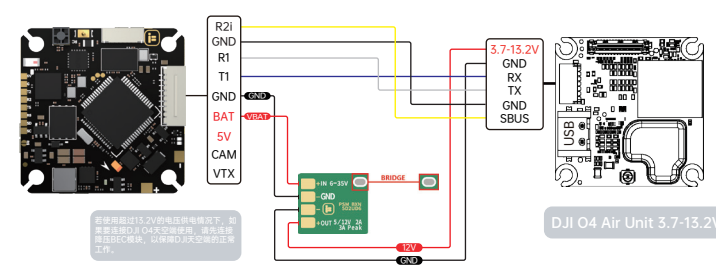 R2i
GND
R1
T1
GND
BAT
5V
CAM
VTX
GND
VBAT
3.7-13.2V
GND
RX
TX
GND
SBUS
USB
+IN 6-35V
-GND
-
+OUT 5/12V 2A
3A Peak
BRIDGE
12V
GND
若使用超过13.2V的电压供电情况下，如
果要连接DJI O4天空端使用，请先连接
降压BEC模块，以保障DJI天空端的正常
工作。
DJI O4 Air Unit 3.7-13.2V